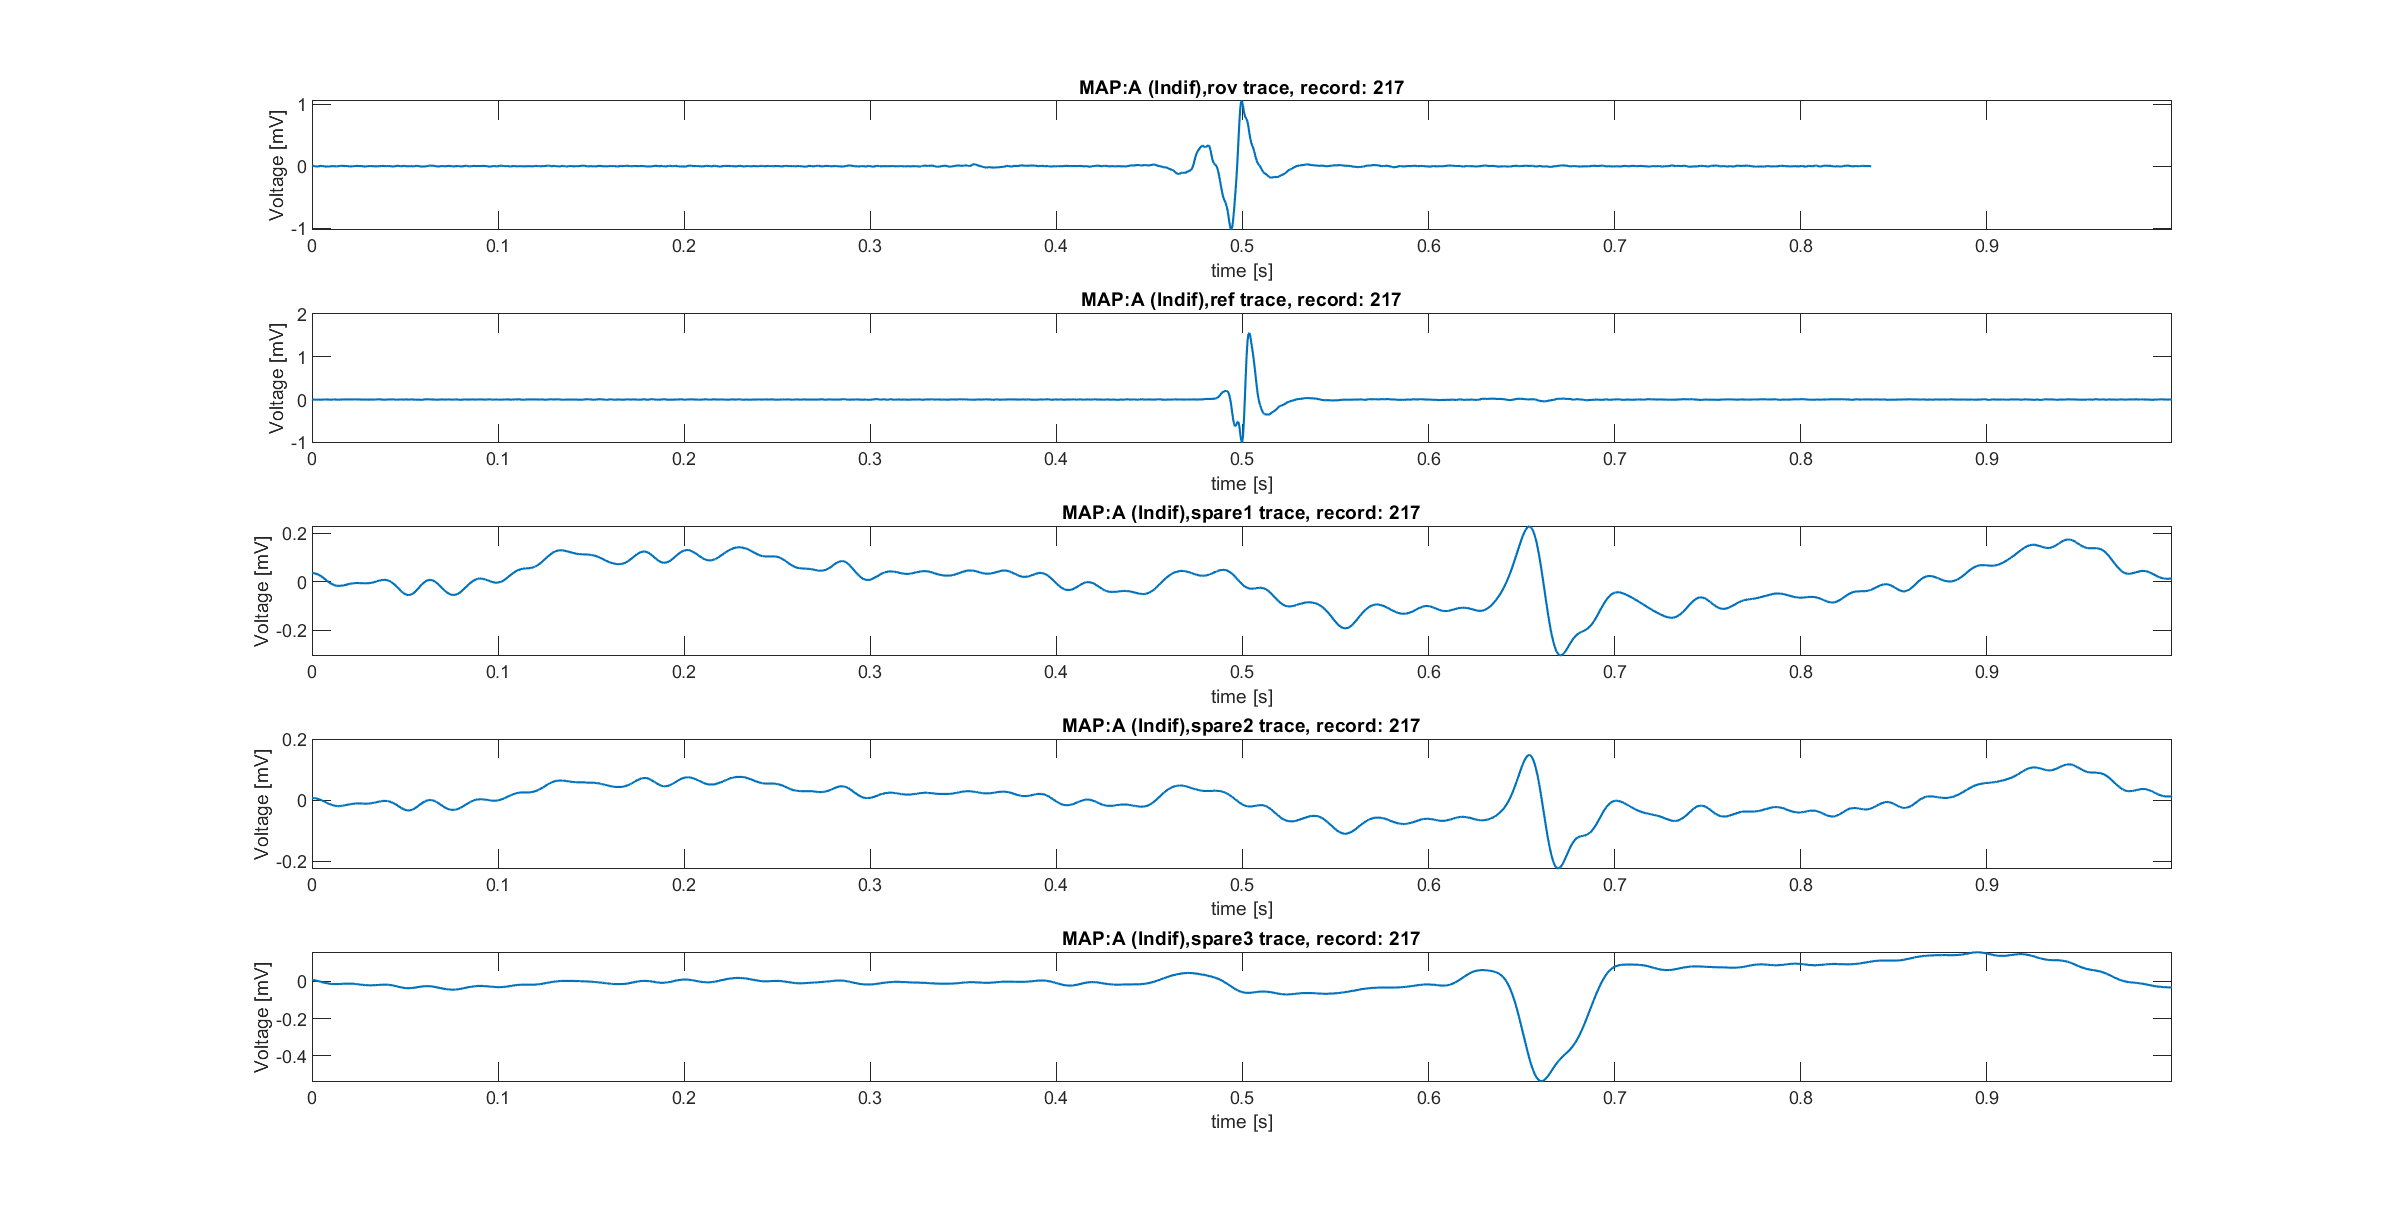 MAP:A (Indif),rov trace, record: 217
Voltage [mV]
1
0
-1
0 0.1 0.2 0.3 0.4 0.5 0.6 0.7 0.8 0.9
time [s]
MAP:A (Indif),ref trace, record: 217
Voltage [mV]
2
1
0
-1
0 0.1 0.2 0.3 0.4 0.5 0.6 0.7 0.8 0.9
time [s]
MAP:A (Indif),spare1 trace, record: 217
Voltage [mV]
0.2
0
-0.2
0 0.1 0.2 0.3 0.4 0.5 0.6 0.7 0.8 0.9
time [s]
MAP:A (Indif),spare2 trace, record: 217
Voltage [mV]
0.2
0
-0.2
0 0.1 0.2 0.3 0.4 0.5 0.6 0.7 0.8 0.9
time [s]
MAP:A (Indif),spare3 trace, record: 217
Voltage [mV]
0
-0.2
-0.4
0 0.1 0.2 0.3 0.4 0.5 0.6 0.7 0.8 0.9
time [s]